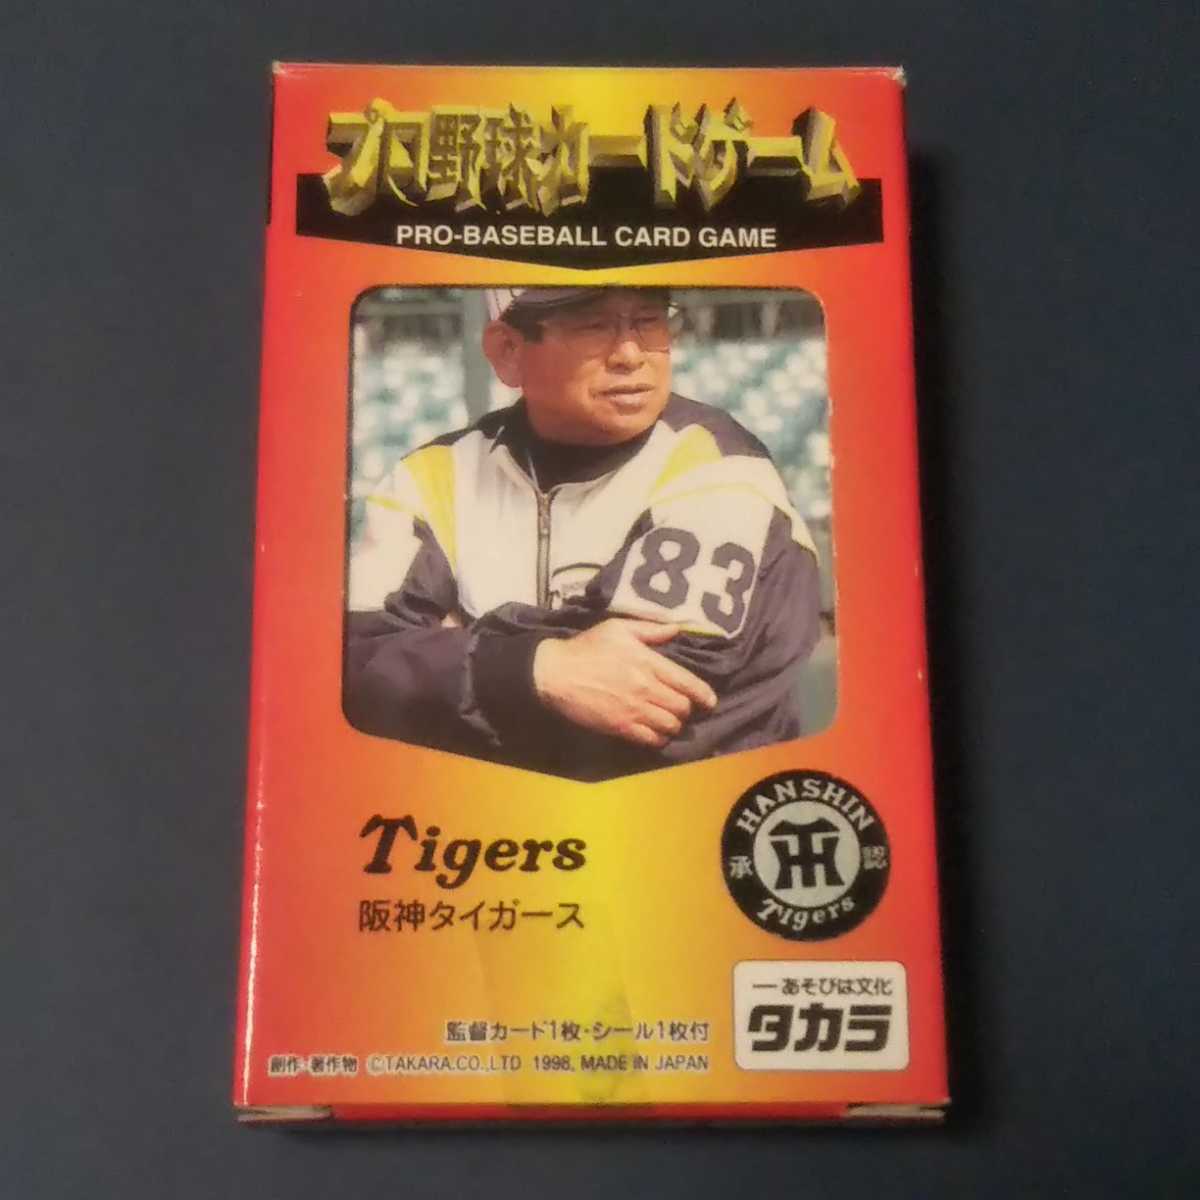 プロ野球カードゲーム
PRO-BASEBALL CARD GAME
83
HANSHIN
承 認
Tigers
Tigers
阪神タイガース
ーあそびは文化
タカラ
監督カード1枚・シール1枚付
創作・著作物 ©TAKARA.CO.,LTD 1998, MADE IN JAPAN